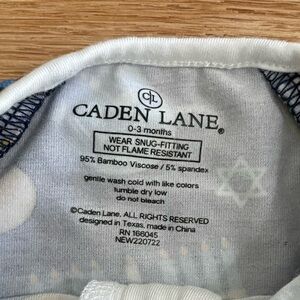 CL
CADEN LANE®
0-3 months
WEAR SNUG-FITTING
NOT FLAME RESISTANT
95% Bamboo Viscose / 5% spandex
gentle wash cold with like colors
tumble dry low
do not bleach
©Caden Lane, ALL RIGHTS RESERVED
designed in Texas, made in China
RN 166045
NEW220722